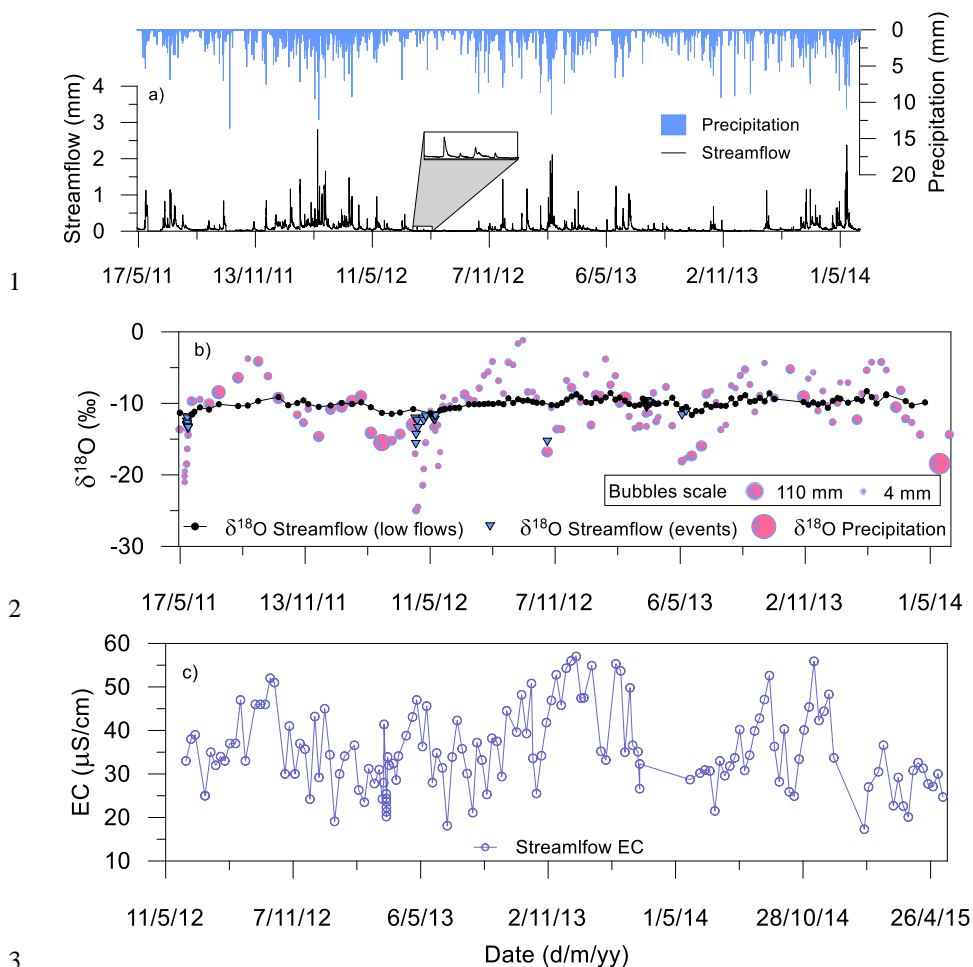 0
5
10
15
20
Precipitation (mm)
4
3
2
1
0
Streamflow (mm)
a)
Precipitation
Streamflow
17/5/11 13/11/11 11/5/12 7/11/12 6/5/13 2/11/13 1/5/14
1
0
-10
-20
-30
δ18O (‰)
b)
Bubbles scale 110 mm 4 mm
δ18O Streamflow (low flows) δ18O Streamflow (events) δ18O Precipitation
17/5/11 13/11/11 11/5/12 7/11/12 6/5/13 2/11/13 1/5/14
2
60
50
40
30
20
10
EC (µS/cm)
c)
Streamlfow EC
11/5/12 7/11/12 6/5/13 2/11/13 1/5/14 28/10/14 26/4/15
Date (d/m/yy)
3